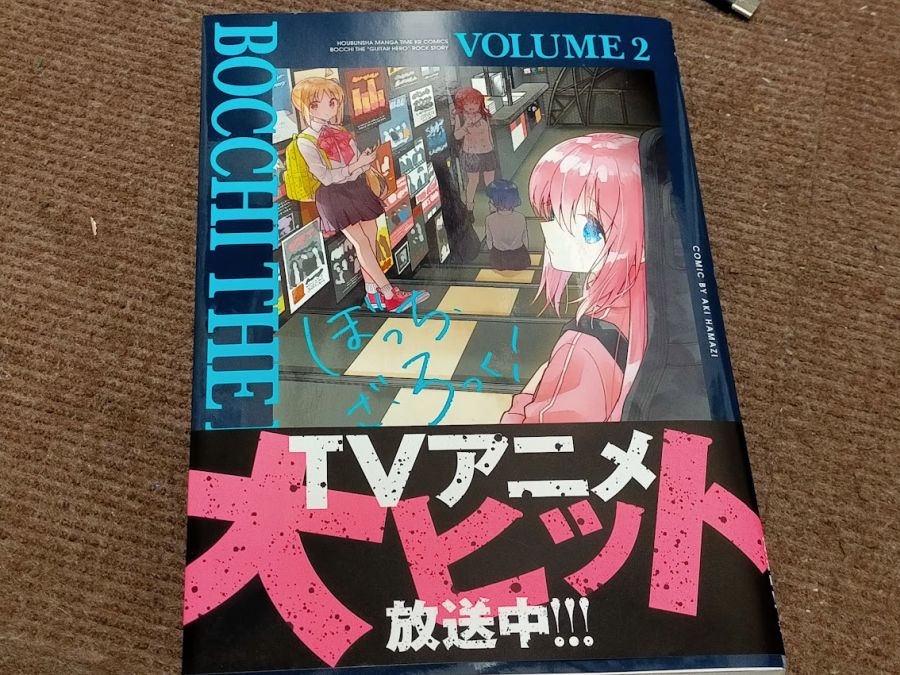 HOUBUNSHA MANGA TIME KR COMICS
BOCCHI THE "GUITAR HERO" ROCK STORY
VOLUME 2
BOCCHI THE
COMIC BY AKI HAMAZI
ぼっち・
ざ・ろっく!
TVアニメ
大ヒット
放送中!!!